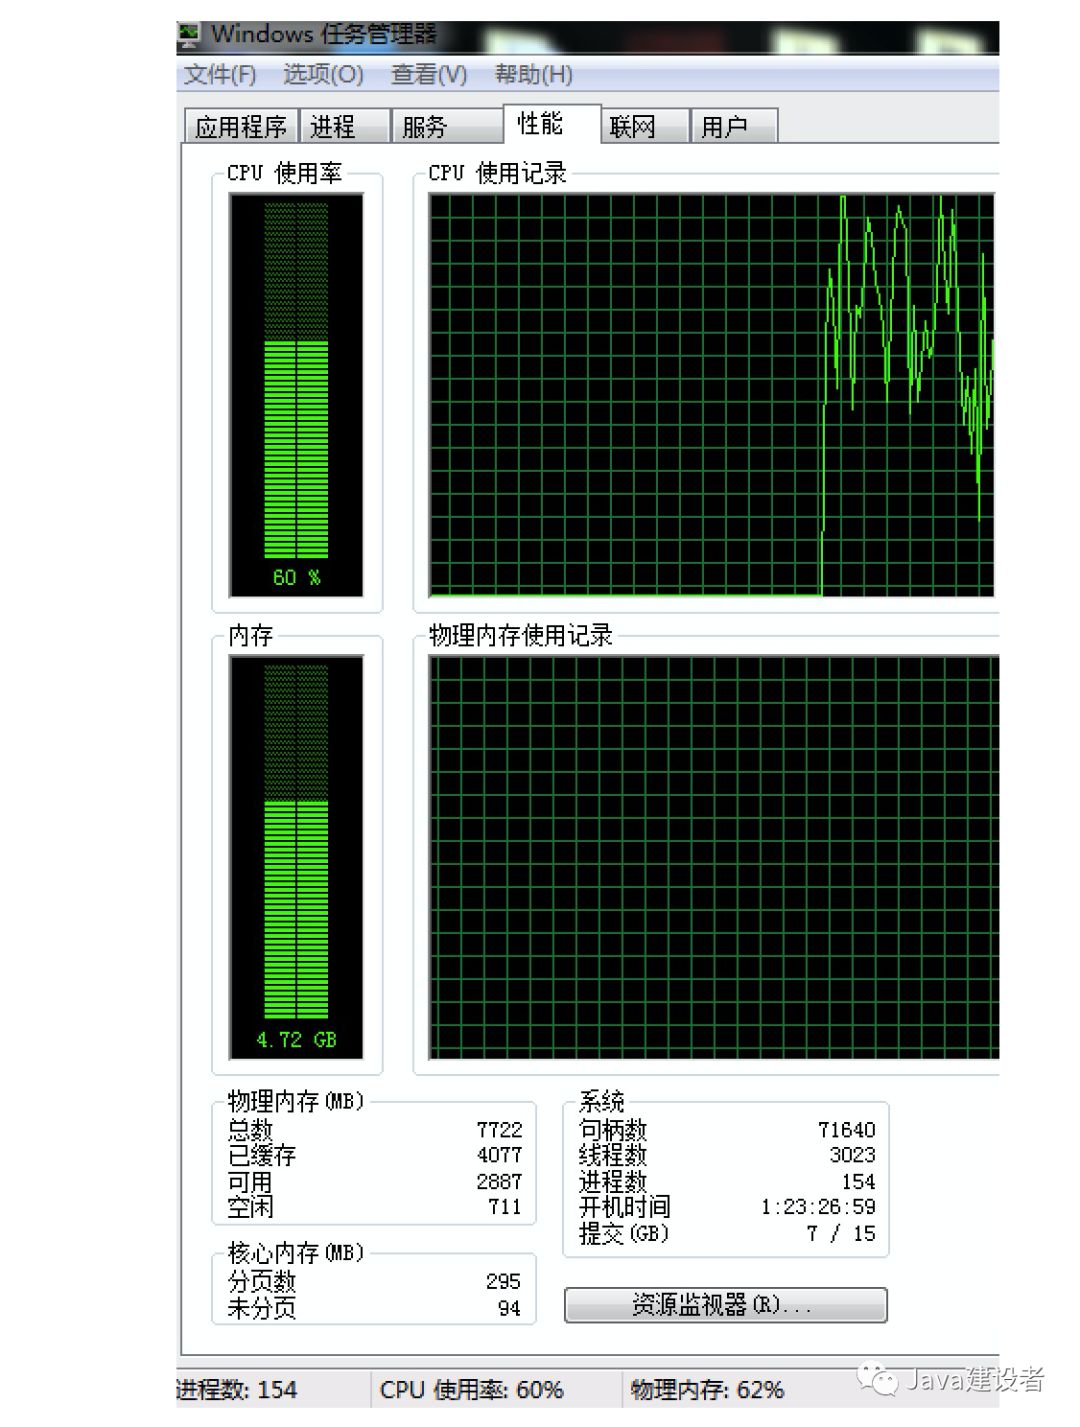 Windows 任务管理器
文件(F) 选项(O) 查看(V) 帮助(H)
应用程序 进程 服务 性能 联网 用户
CPU 使用率 CPU 使用记录
60 %
内存 物理内存使用记录
4.72 GB
物理内存(MB)
总数 7722
已缓存 4077
可用 2887
空闲 711
系统
句柄数 71640
线程数 3023
进程数 154
开机时间 1:23:26:59
提交(GB) 7 / 15
核心内存(MB)
分页数 295
未分页 94
资源监视器(R)...
进程数: 154 CPU 使用率: 60% 物理内存: 62%
Java建设者